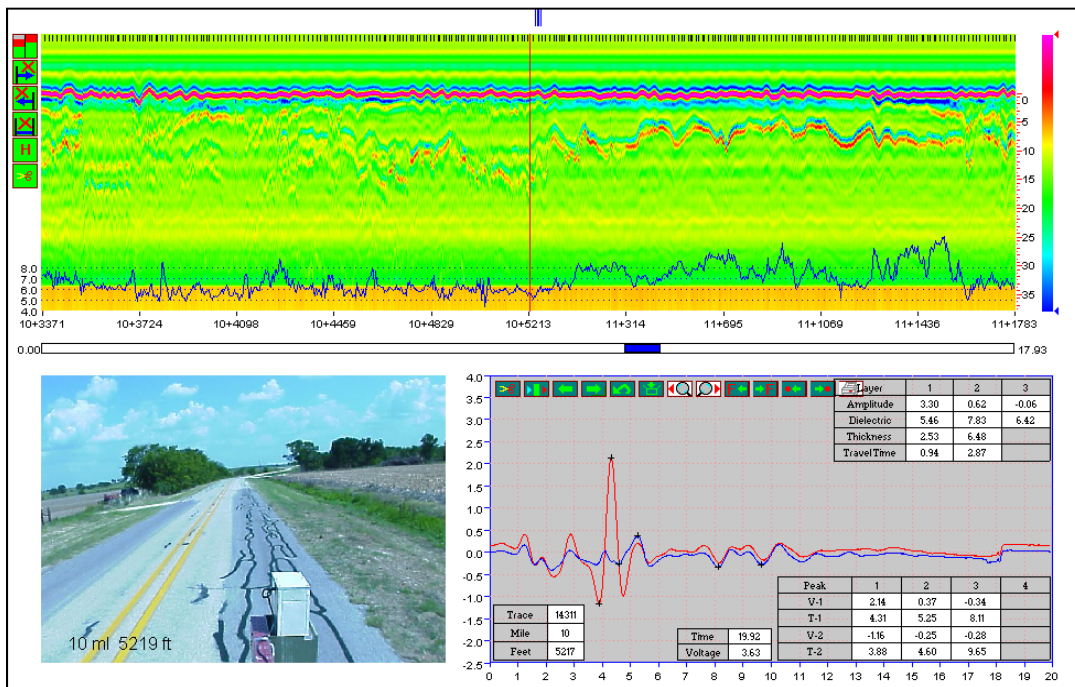 0
5
10
15
20
25
30
35
8.0
7.0
6.0
5.0
4.0
H
10+3371 10+3724 10+4098 10+4459 10+4829 10+5213 11+314 11+695 11+1069 11+1436 11+1783
0.00 17.93
10 ml 5219 ft
4.0
3.5
3.0
2.5
2.0
1.5
1.0
0.5
0.0
-0.5
-1.0
-1.5
-2.0
-2.5
F F
Layer 1 2 3
Amplitude 3.30 0.62 -0.06
Dielectric 5.46 7.83 6.42
Thickness 2.53 6.48
Travel Time 0.94 2.87
Trace 14311
Mile 10
Feet 5217
Time 19.92
Voltage 3.63
Peak 1 2 3 4
V-1 2.14 0.37 -0.34
T-1 4.31 5.25 8.11
V-2 -1.16 -0.25 -0.28
T-2 3.88 4.60 9.65
0 1 2 3 4 5 6 7 8 9 10 11 12 13 14 15 16 17 18 19 20